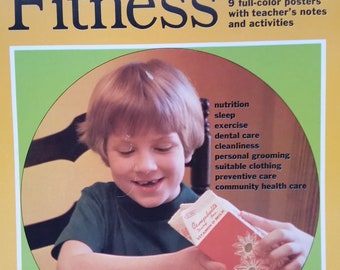 Fitness
9 full-color posters
with teacher's notes
and activities
nutrition
sleep
exercise
dental care
cleanliness
personal grooming
suitable clothing
preventive care
community health care